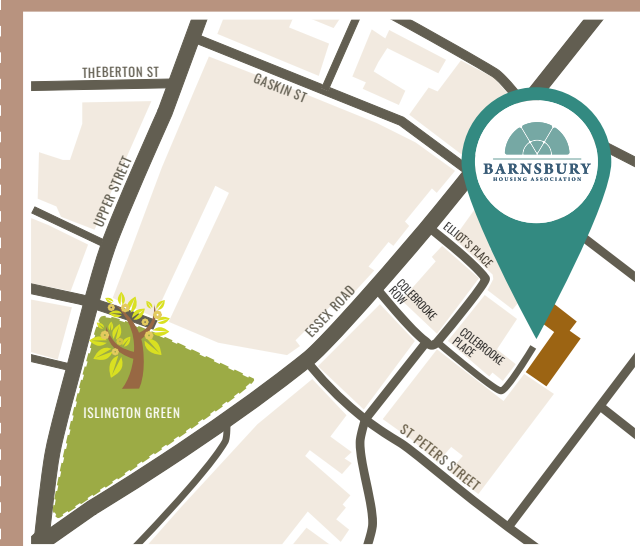 THEBERTON ST
GASKIN ST
BARNSBURY
HOUSING ASSOCIATION
UPPER STREET
ELLIOT'S PLACE
COLEBROOKE
ROW
ESSEX ROAD
COLEBROOKE
PLACE
ISLINGTON GREEN
ST PETERS STREET